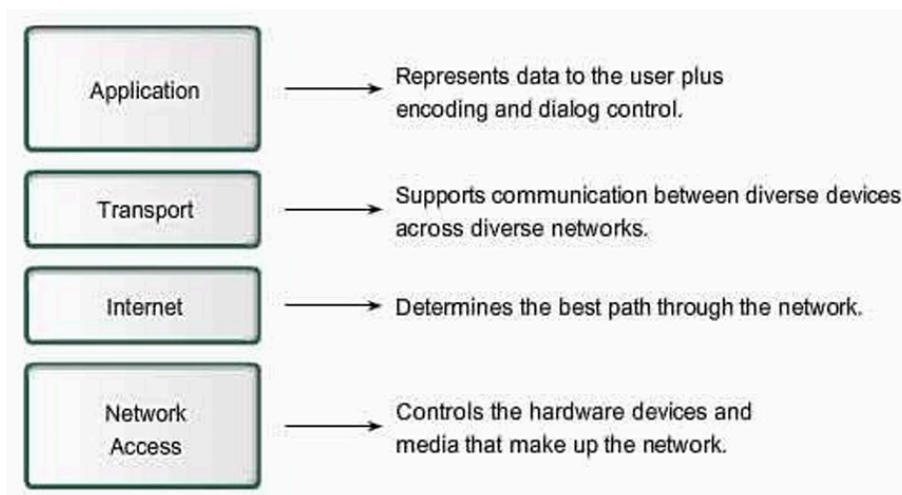 Application
Represents data to the user plus
encoding and dialog control.
Transport
Supports communication between diverse devices
across diverse networks.
Internet
Determines the best path through the network.
Network
Access
Controls the hardware devices and
media that make up the network.